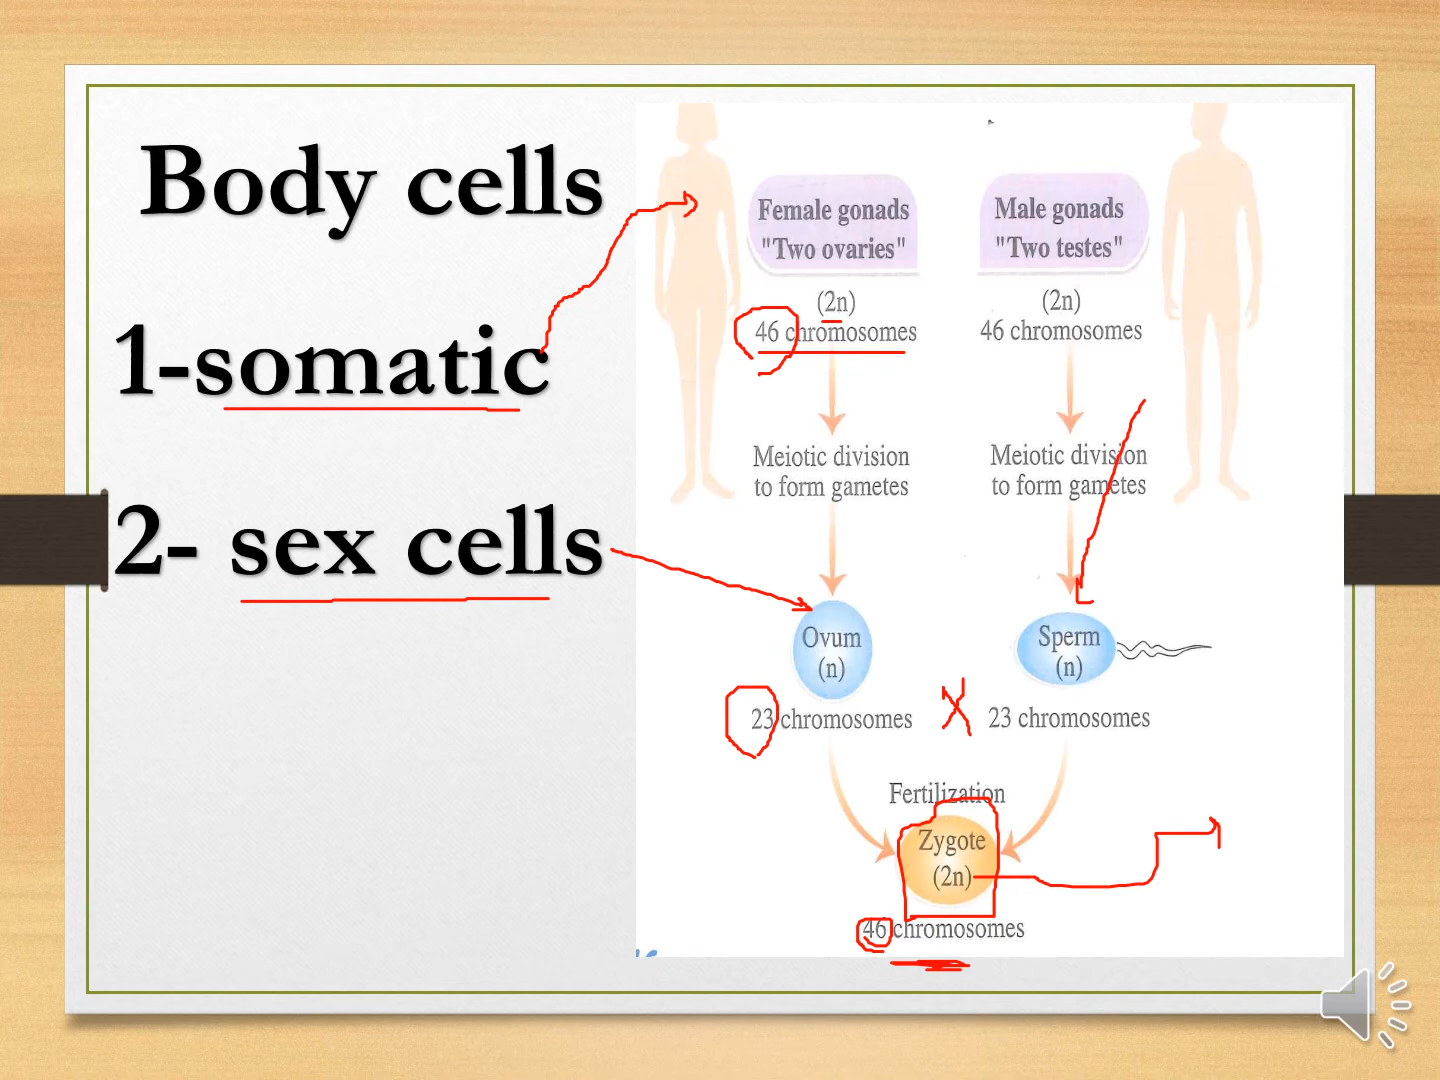 Body cells
1-somatic
2- sex cells
Female gonads
"Two ovaries"
(2n)
46 chromosomes
Meiotic division
to form gametes
Ovum
(n)
23 chromosomes
Male gonads
"Two testes"
(2n)
46 chromosomes
Meiotic division
to form gametes
Sperm
(n)
23 chromosomes
X
Fertilization
Zygote
(2n)
46 chromosomes